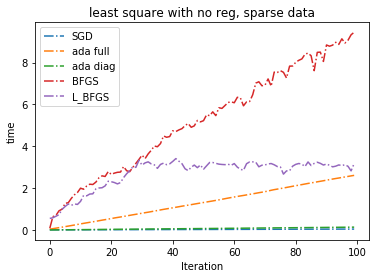 least square with no reg, sparse data
SGD
ada full
ada diag
BFGS
L_BFGS
time
8
6
4
2
0
0 20 40 60 80 100
Iteration